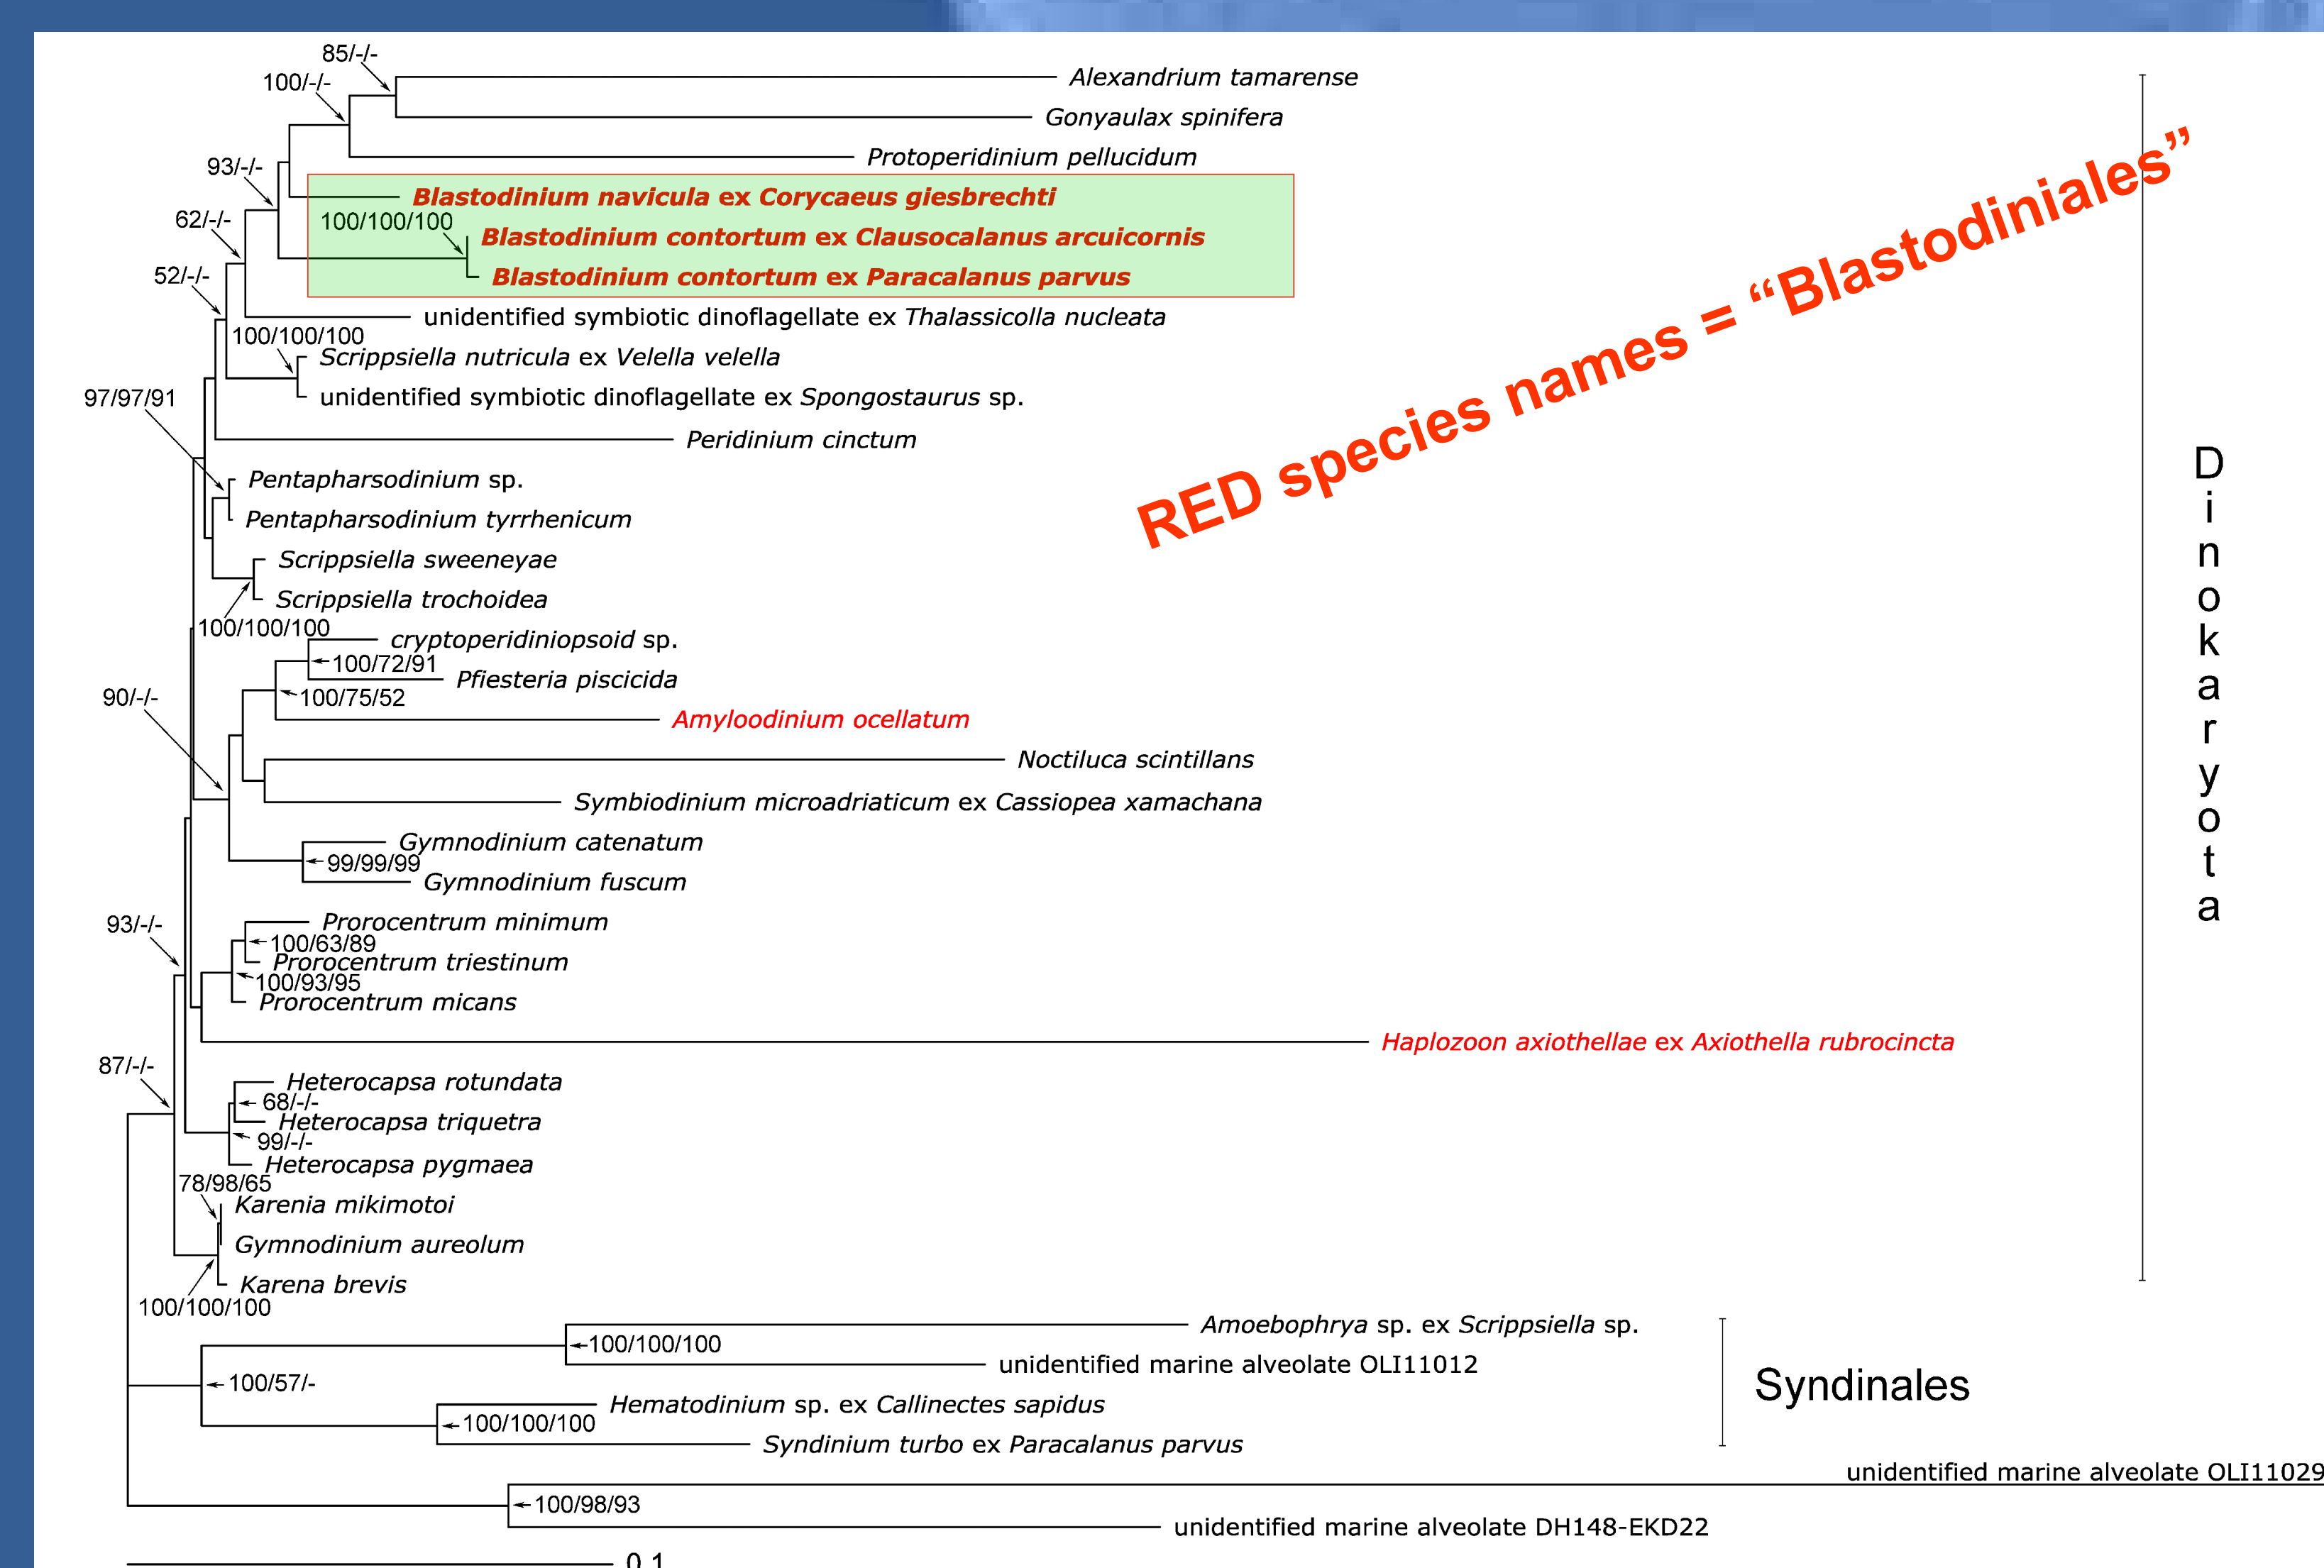 85/-/-
Alexandrium tamarense
100/-/-
Gonyaulax spinifera
Protoperidinium pellucidum
93/-/-
Blastodinium navicula ex Corycaeus giesbrechti
62/-/-
100/100/100
Blastodinium contortum ex Clausocalanus arcuicornis
52/-/-
Blastodinium contortum ex Paracalanus parvus
unidentified symbiotic dinoflagellate ex Thalassicolla nucleata
100/100/100
Scrippsiella nutricula ex Velella velella
97/97/91
unidentified symbiotic dinoflagellate ex Spongostaurus sp.
RED species names = “Blastodiniales”
Peridinium cinctum
Pentapharsodinium sp.
Pentapharsodinium tyrrhenicum
Scrippsiella sweeneyae
Scrippsiella trochoidea
100/100/100
cryptoperidiniopsoid sp.
100/72/91
Pfiesteria piscicida
90/-/-
100/75/52
Amyloodinium ocellatum
Noctiluca scintillans
Symbiodinium microadriaticum ex Cassiopea xamachana
Gymnodinium catenatum
99/99/99
Gymnodinium fuscum
Dinokaryota
93/-/-
Prorocentrum minimum
100/63/89
Prorocentrum triestinum
100/93/95
Prorocentrum micans
Haplozoon axiothellae ex Axiothella rubrocincta
87/-/-
Heterocapsa rotundata
68/-/-
Heterocapsa triquetra
99/-/-
Heterocapsa pygmaea
78/98/65
Karenia mikimotoi
Gymnodinium aureolum
Karena brevis
100/100/100
Amoebophrya sp. ex Scrippsiella sp.
100/100/100
unidentified marine alveolate OLI11012
100/57/-
Syndinales
Hematodinium sp. ex Callinectes sapidus
100/100/100
Syndinium turbo ex Paracalanus parvus
unidentified marine alveolate OLI11029
100/98/93
unidentified marine alveolate DH148-EKD22
0.1